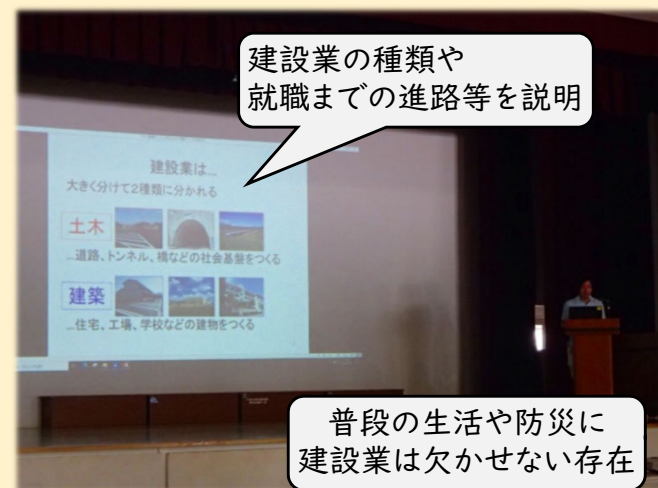 建設業の種類や
就職までの進路等を説明
建設業は...
大きく分けて2種類に分かれる
土木
...道路、トンネル、橋などの社会基盤をつくる
建築
...住宅、工場、学校などの建物をつくる
普段の生活や防災に
建設業は欠かせない存在